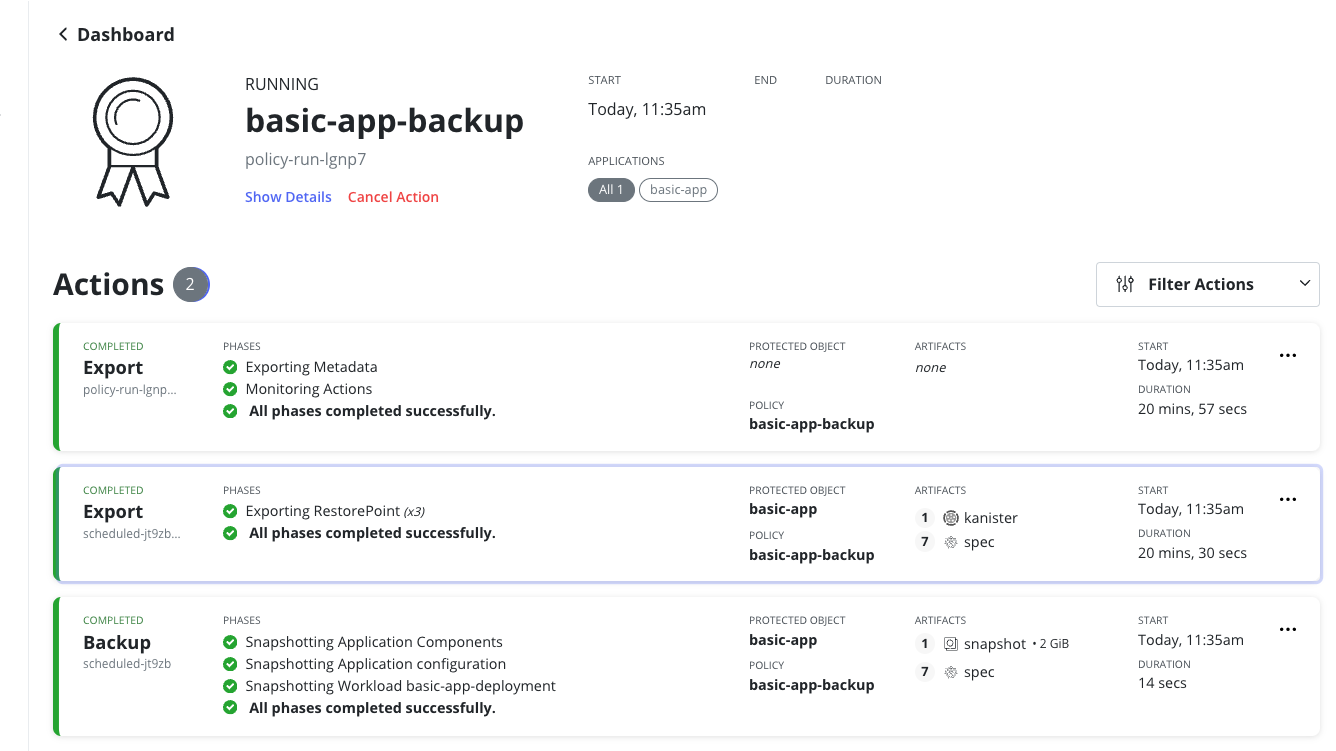 Dashboard
RUNNING
basic-app-backup
policy-run-lgnp7
Show Details Cancel Action
START END DURATION
Today, 11:35am
APPLICATIONS
All 1 basic-app
Actions 2
Filter Actions
COMPLETED
Export
policy-run-lgnp...
PHASES
Exporting Metadata
Monitoring Actions
All phases completed successfully.
PROTECTED OBJECT
none
POLICY
basic-app-backup
ARTIFACTS
none
START
Today, 11:35am
DURATION
20 mins, 57 secs
COMPLETED
Export
scheduled-jt9zb...
PHASES
Exporting RestorePoint (x3)
All phases completed successfully.
PROTECTED OBJECT
basic-app
POLICY
basic-app-backup
ARTIFACTS
1 kanister
7 spec
START
Today, 11:35am
DURATION
20 mins, 30 secs
COMPLETED
Backup
scheduled-jt9zb
PHASES
Snapshotting Application Components
Snapshotting Application configuration
Snapshotting Workload basic-app-deployment
All phases completed successfully.
PROTECTED OBJECT
basic-app
POLICY
basic-app-backup
ARTIFACTS
1 snapshot • 2 GiB
7 spec
START
Today, 11:35am
DURATION
14 secs